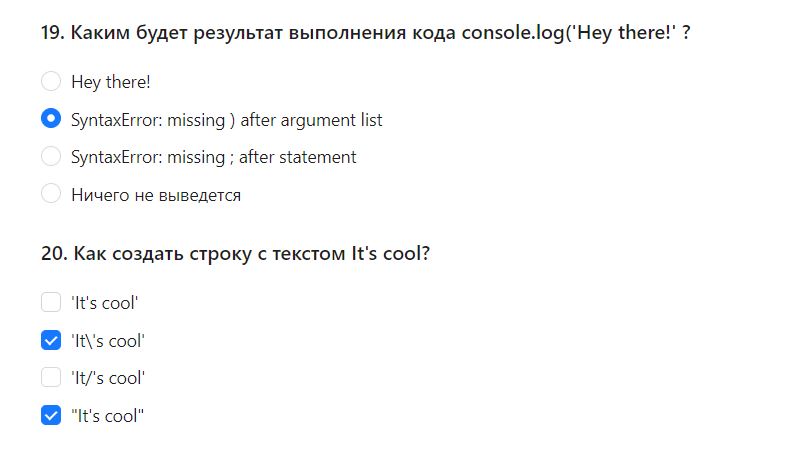 19. Каким будет результат выполнения кода console.log('Hey there!' ?
Hey there!
SyntaxError: missing ) after argument list
SyntaxError: missing ; after statement
Ничего не выведется
20. Как создать строку с текстом It's cool?
'It's cool'
'It\'s cool'
'It/'s cool'
"It's cool"